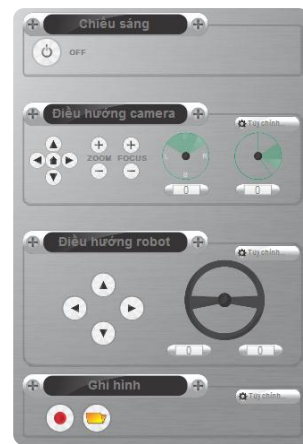 Chiếu sáng
OFF
Điều hướng camera
Tùy chỉnh...
ZOOM FOCUS
0 0
Điều hướng robot
Tùy chỉnh...
0 0
Ghi hình
Tùy chỉnh...